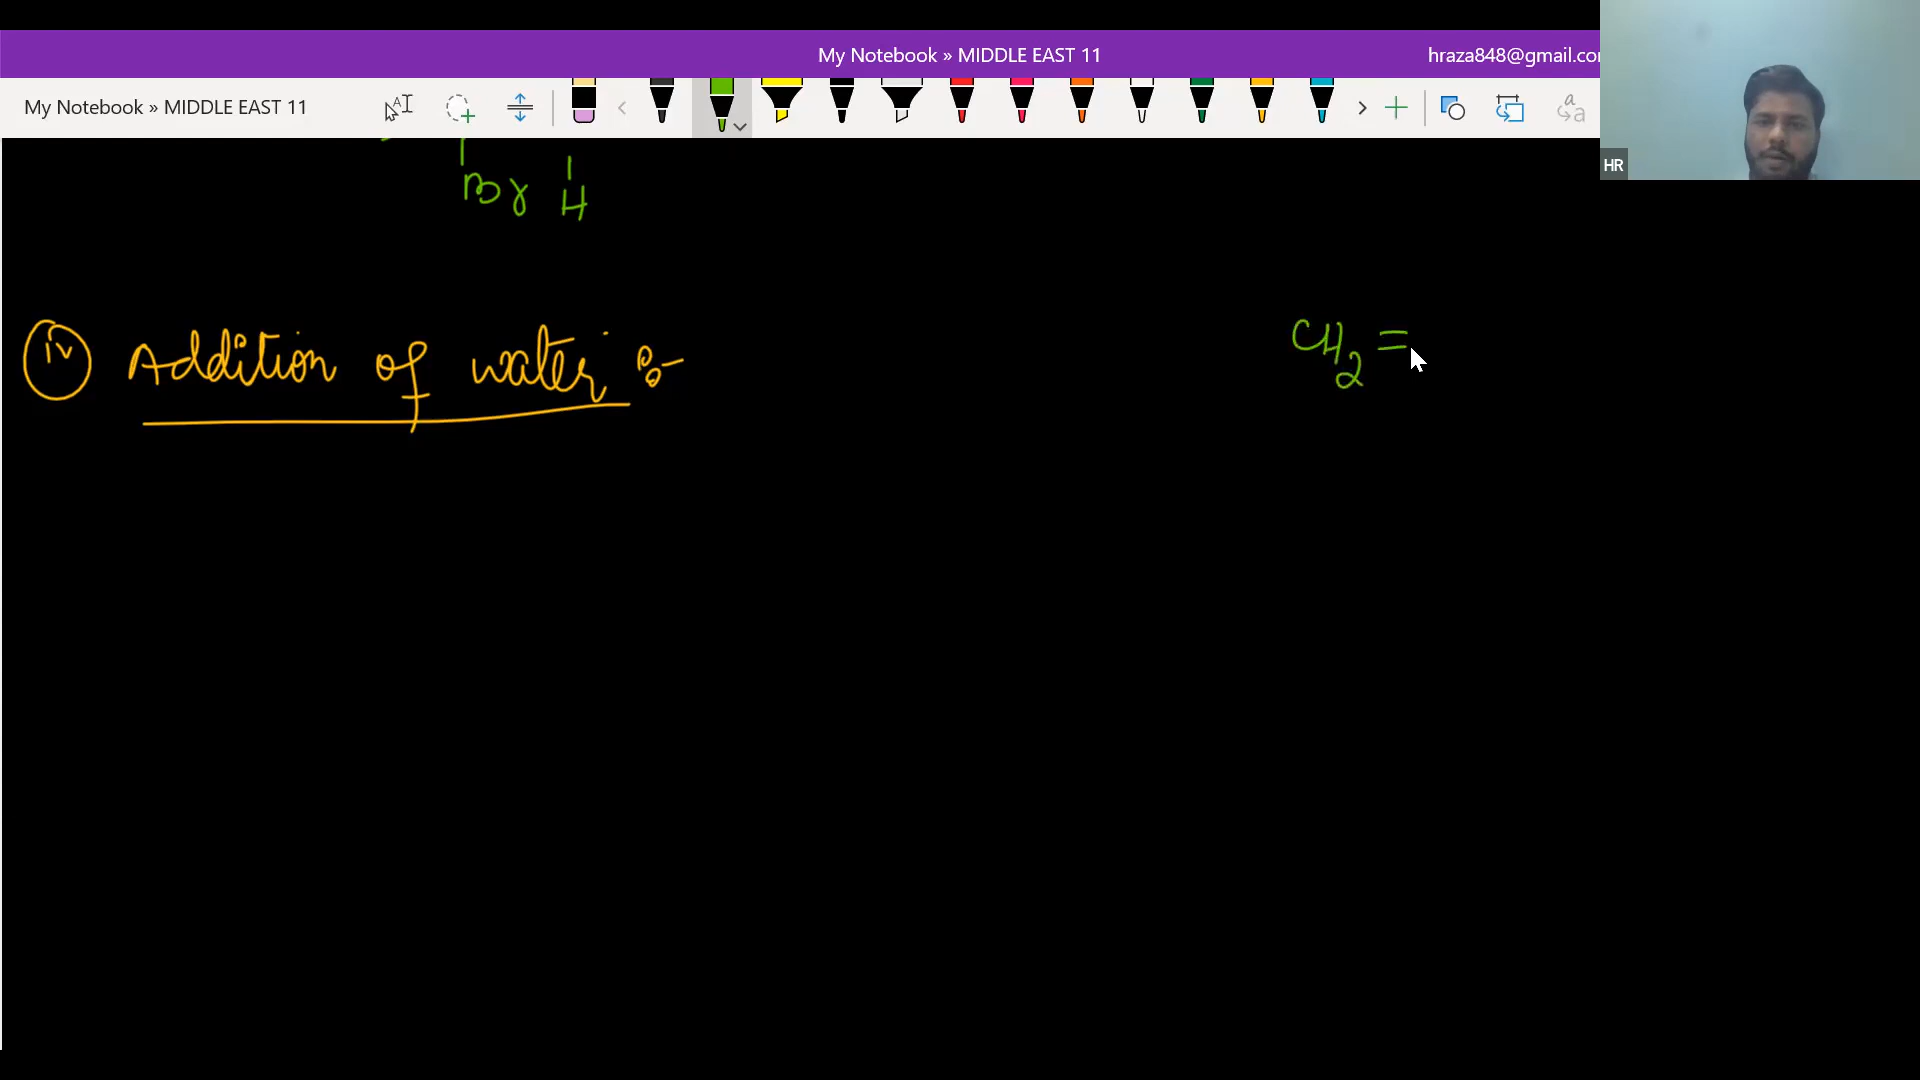 My Notebook » MIDDLE EAST 11
hraza848@gmail.co
My Notebook » MIDDLE EAST 11
HR
Br H
iv Addition of water :-
CH2 =